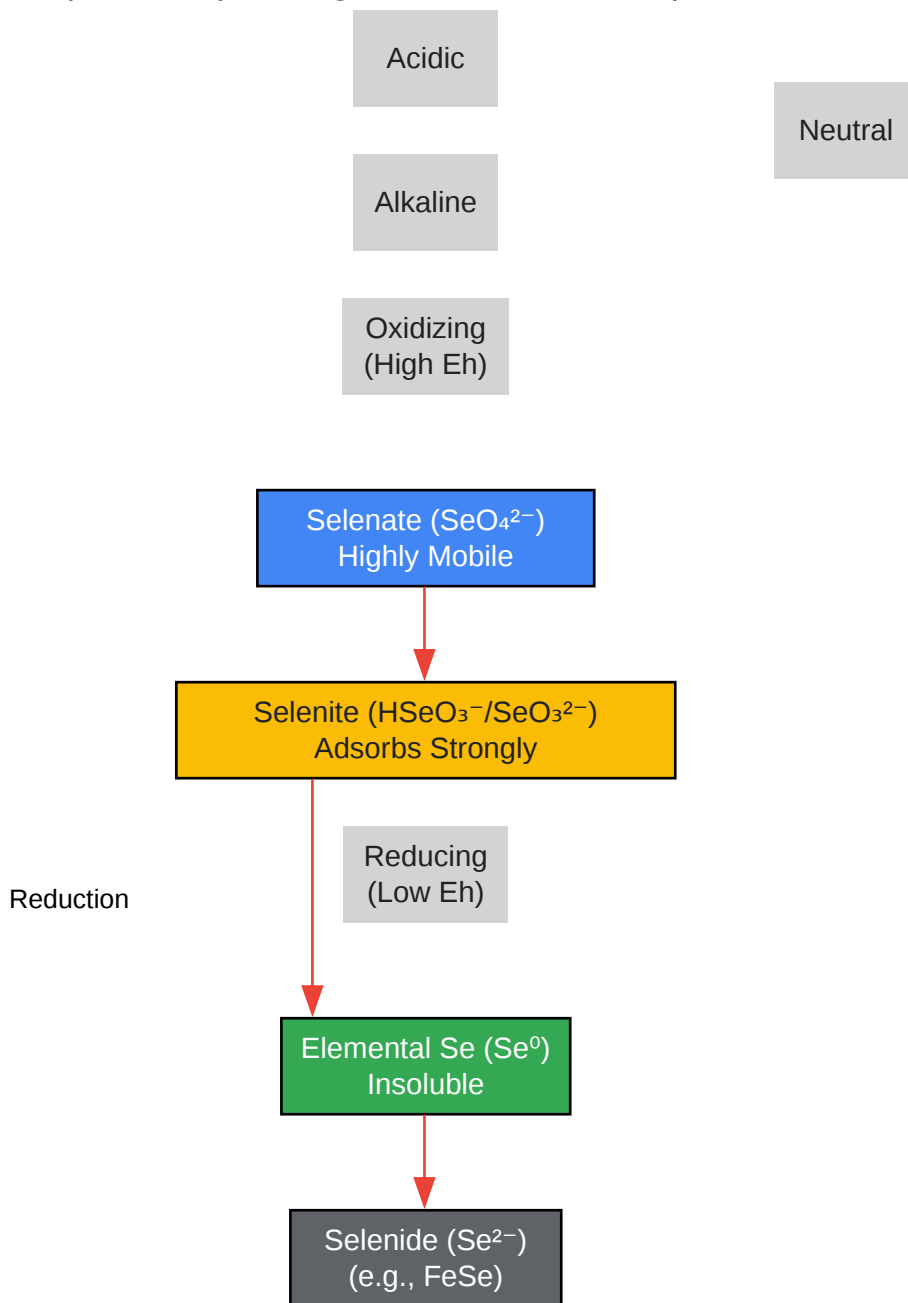 Acidic
Neutral
Alkaline
Oxidizing
(High Eh)
Selenate (SeO₄²⁻)
Highly Mobile
Selenite (HSeO₃⁻/SeO₃²⁻)
Adsorbs Strongly
Reducing
(Low Eh)
Reduction
Elemental Se (Se⁰)
Insoluble
Selenide (Se²⁻)
(e.g., FeSe)